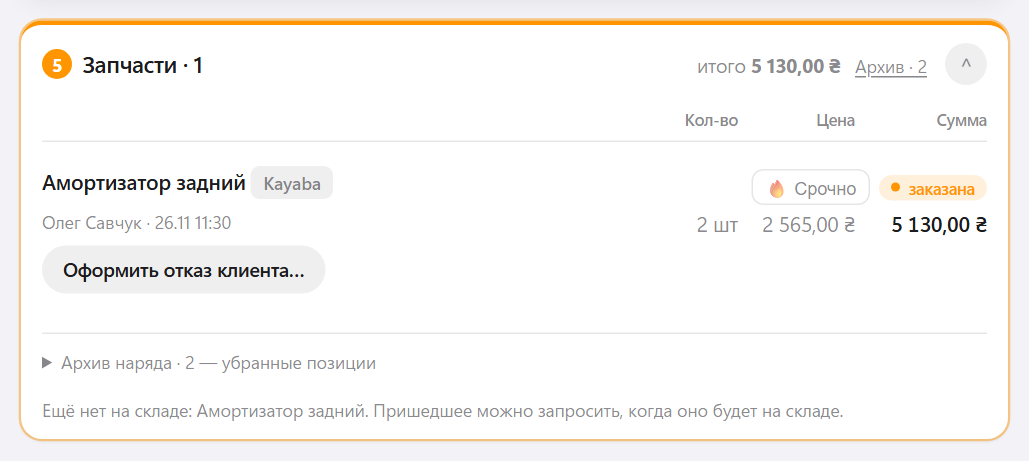 5 Запчасти · 1 итого 5 130,00 ₴ Архив · 2 ^
Кол-во Цена Сумма
Амортизатор задний Kayaba 🔥 Срочно заказана
Олег Савчук · 26.11 11:30 2 шт 2 565,00 ₴ 5 130,00 ₴
Оформить отказ клиента...
▶ Архив наряда · 2 — убранные позиции
Ещё нет на складе: Амортизатор задний. Пришедшее можно запросить, когда оно будет на складе.